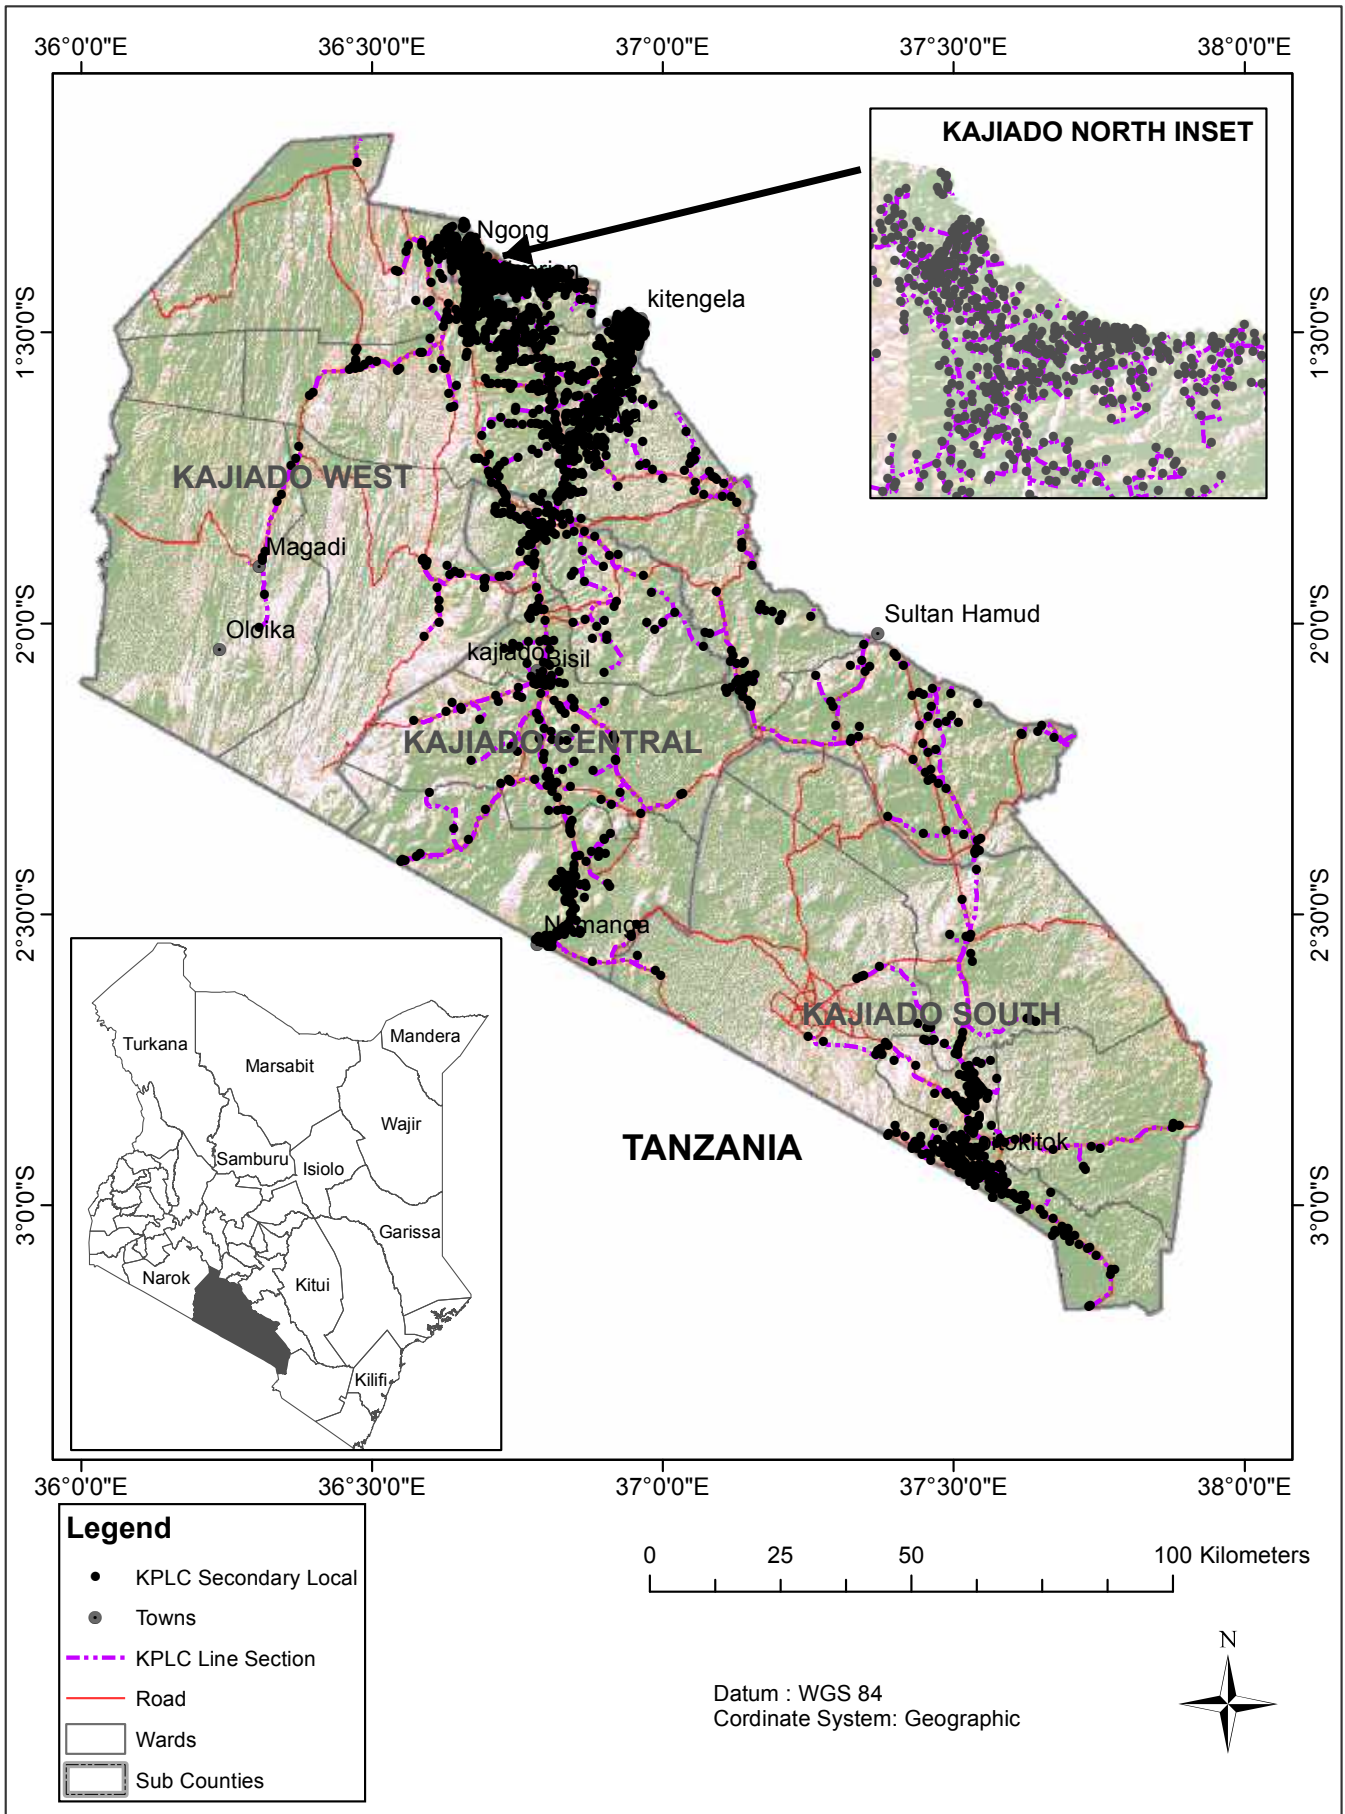 36°0'0"E
36°30'0"E
37°0'0"E
37°30'0"E
38°0'0"E
KAJIADO NORTH INSET
Ngong
kitengela
1°30'0"S
1°30'0"S
KAJIADO WEST
Magadi
Oloika
2°0'0"S
2°0'0"S
Sultan Hamud
kajiado
Bisil
KAJIADO CENTRAL
2°30'0"S
2°30'0"S
Namanga
KAJIADO SOUTH
TANZANIA
3°0'0"S
3°0'0"S
Turkana
Marsabit
Mandera
Wajir
Samburu
Isiolo
Garissa
Narok
Kitui
Kilifi
36°0'0"E
36°30'0"E
37°0'0"E
37°30'0"E
38°0'0"E
Legend
KPLC Secondary Local
Towns
KPLC Line Section
Road
Wards
Sub Counties
0
25
50
100 Kilometers
Datum : WGS 84
Cordinate System: Geographic
N